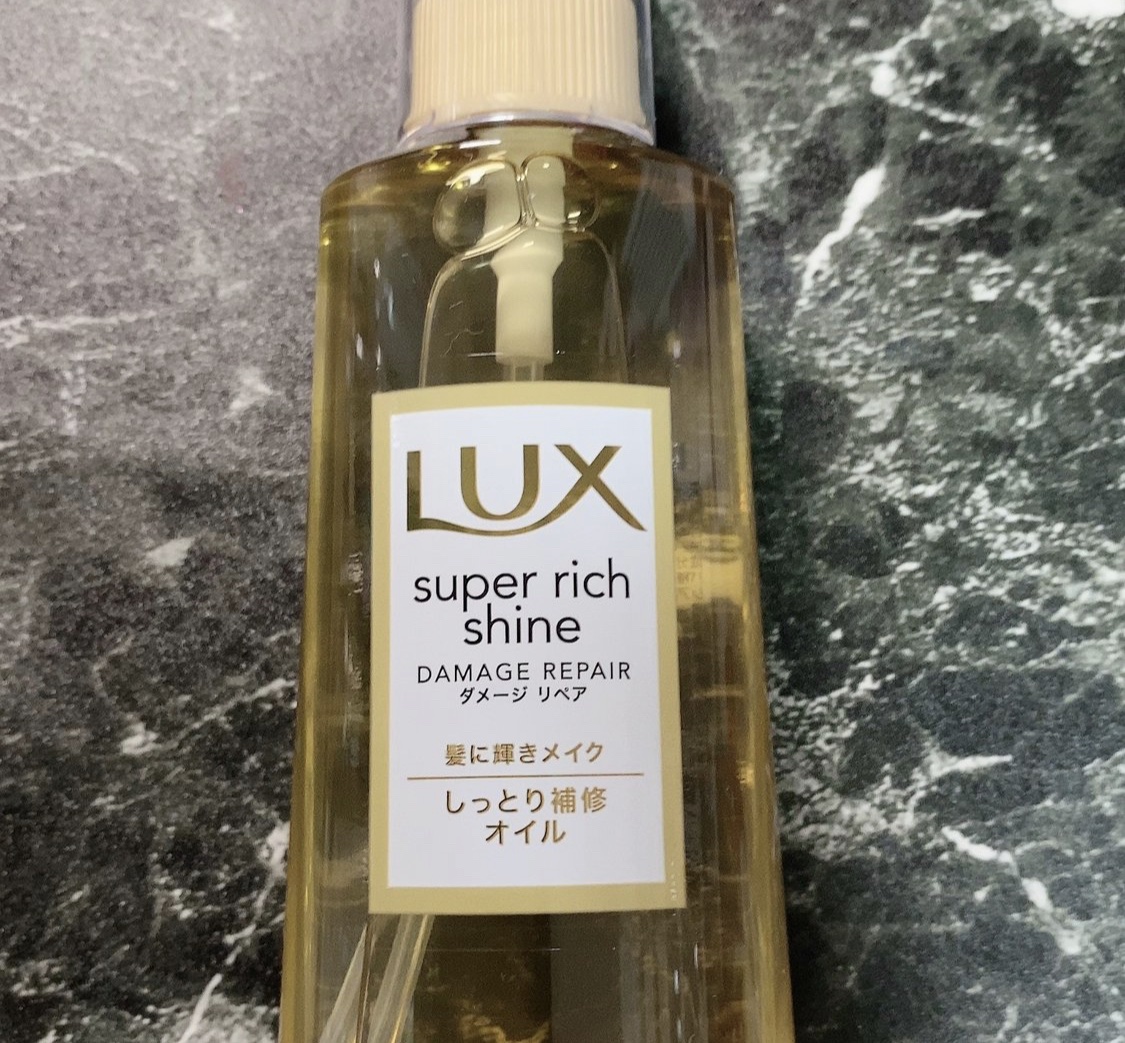 LUX
super rich
shine
DAMAGE REPAIR
ダメージ リペア
髪に輝きメイク
しっとり補修
オイル